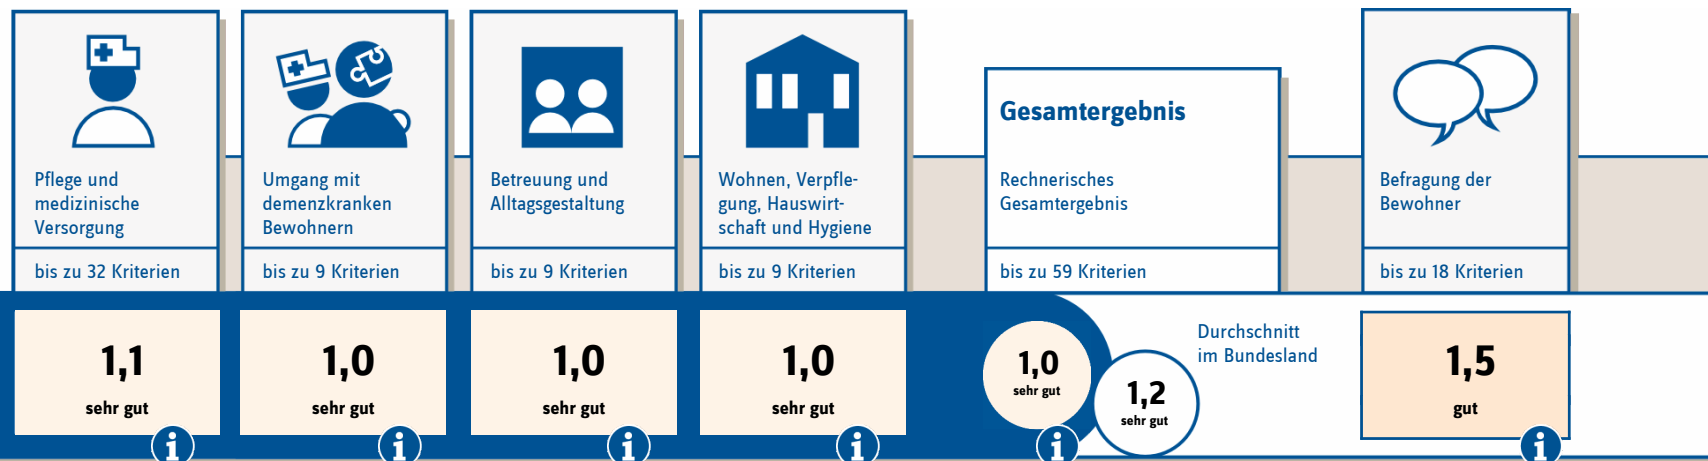 Pflege und
medizinische
Versorgung
bis zu 32 Kriterien
1,1
sehr gut
i
Umgang mit
demenzkranken
Bewohnern
bis zu 9 Kriterien
1,0
sehr gut
i
Betreuung und
Alltagsgestaltung
bis zu 9 Kriterien
1,0
sehr gut
i
Wohnen, Verpfle-
gung, Hauswirt-
schaft und Hygiene
bis zu 9 Kriterien
1,0
sehr gut
i
Gesamtergebnis
Rechnerisches
Gesamtergebnis
bis zu 59 Kriterien
1,0
sehr gut
i
Durchschnitt
im Bundesland
1,2
sehr gut
Befragung der
Bewohner
bis zu 18 Kriterien
1,5
gut
i